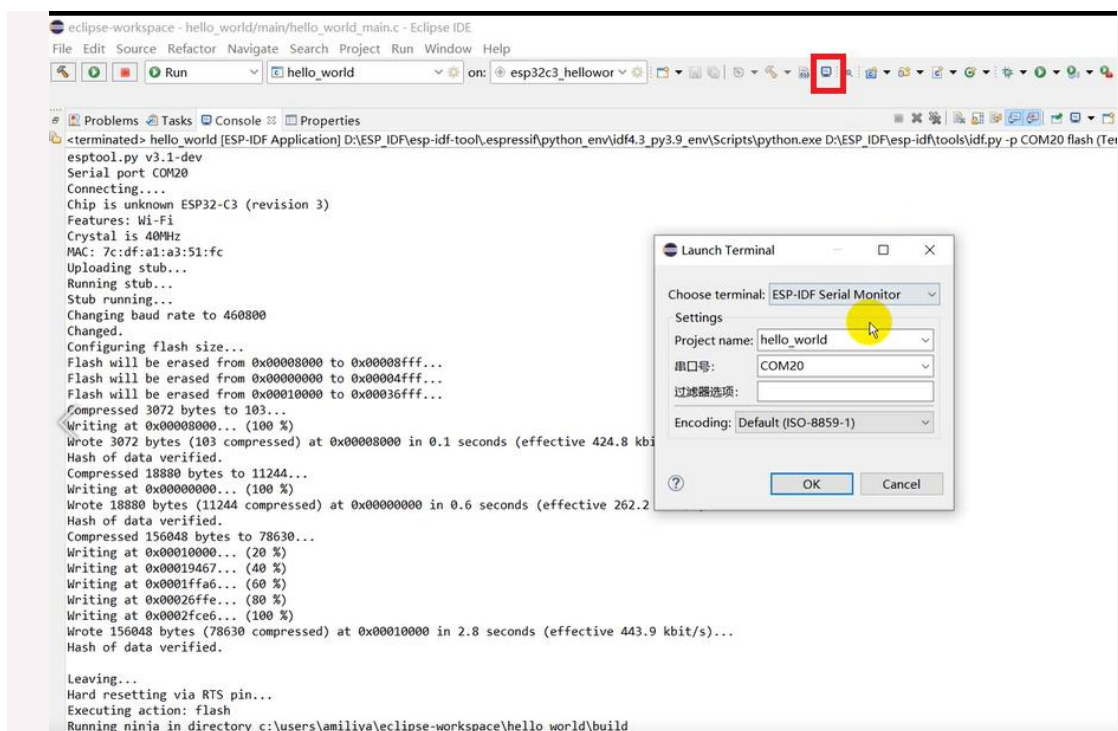 eclipse-workspace - hello_world/main/hello_world_main.c - Eclipse IDE
File Edit Source Refactor Navigate Search Project Run Window Help
Run hello_world on: esp32c3_hellowor
Problems Tasks Console Properties
<terminated> hello_world [ESP-IDF Application] D:\ESP_IDF\esp-idf-tool\.espressif\python_env\idf4.3_py3.9_env\Scripts\python.exe D:\ESP_IDF\esp-idf\tools\idf.py -p COM20 flash (Ter
esptool.py v3.1-dev
Serial port COM20
Connecting....
Chip is unknown ESP32-C3 (revision 3)
Features: Wi-Fi
Crystal is 40MHz
MAC: 7c:df:a1:a3:51:fc
Uploading stub...
Running stub...
Stub running...
Changing baud rate to 460800
Changed.
Configuring flash size...
Flash will be erased from 0x00008000 to 0x00008fff...
Flash will be erased from 0x00000000 to 0x00004fff...
Flash will be erased from 0x00010000 to 0x00036fff...
Compressed 3072 bytes to 103...
Writing at 0x00008000... (100 %)
Wrote 3072 bytes (103 compressed) at 0x00008000 in 0.1 seconds (effective 424.8 kbi
Hash of data verified.
Compressed 18880 bytes to 11244...
Writing at 0x00000000... (100 %)
Wrote 18880 bytes (11244 compressed) at 0x00000000 in 0.6 seconds (effective 262.2
Hash of data verified.
Compressed 156048 bytes to 78630...
Writing at 0x00010000... (20 %)
Writing at 0x00019467... (40 %)
Writing at 0x0001ffa6... (60 %)
Writing at 0x00026ffe... (80 %)
Writing at 0x0002fce6... (100 %)
Wrote 156048 bytes (78630 compressed) at 0x00010000 in 2.8 seconds (effective 443.9 kbit/s)...
Hash of data verified.
Leaving...
Hard resetting via RTS pin...
Executing action: flash
Running ninja in directory c:\users\amiliya\eclipse-workspace\hello_world\build
Launch Terminal
Choose terminal: ESP-IDF Serial Monitor
Settings
Project name: hello_world
串口号: COM20
过滤器选项:
Encoding: Default (ISO-8859-1)
OK Cancel